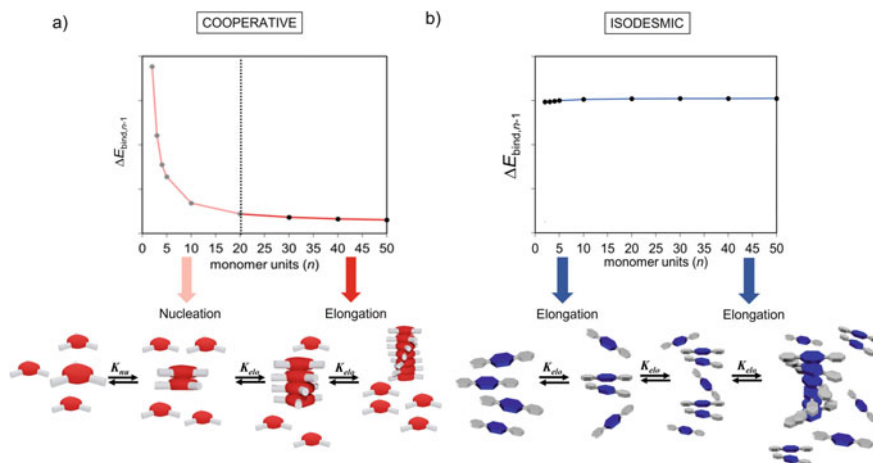 a)
COOPERATIVE
ΔE_bind,n-1
0 5 10 15 20 25 30 35 40 45 50
monomer units (n)
Nucleation
Elongation
K_nu
K_elo
K_elo
b)
ISODESMIC
ΔE_bind,n-1
0 5 10 15 20 25 30 35 40 45 50
monomer units (n)
Elongation
Elongation
K_elo
K_elo
K_elo